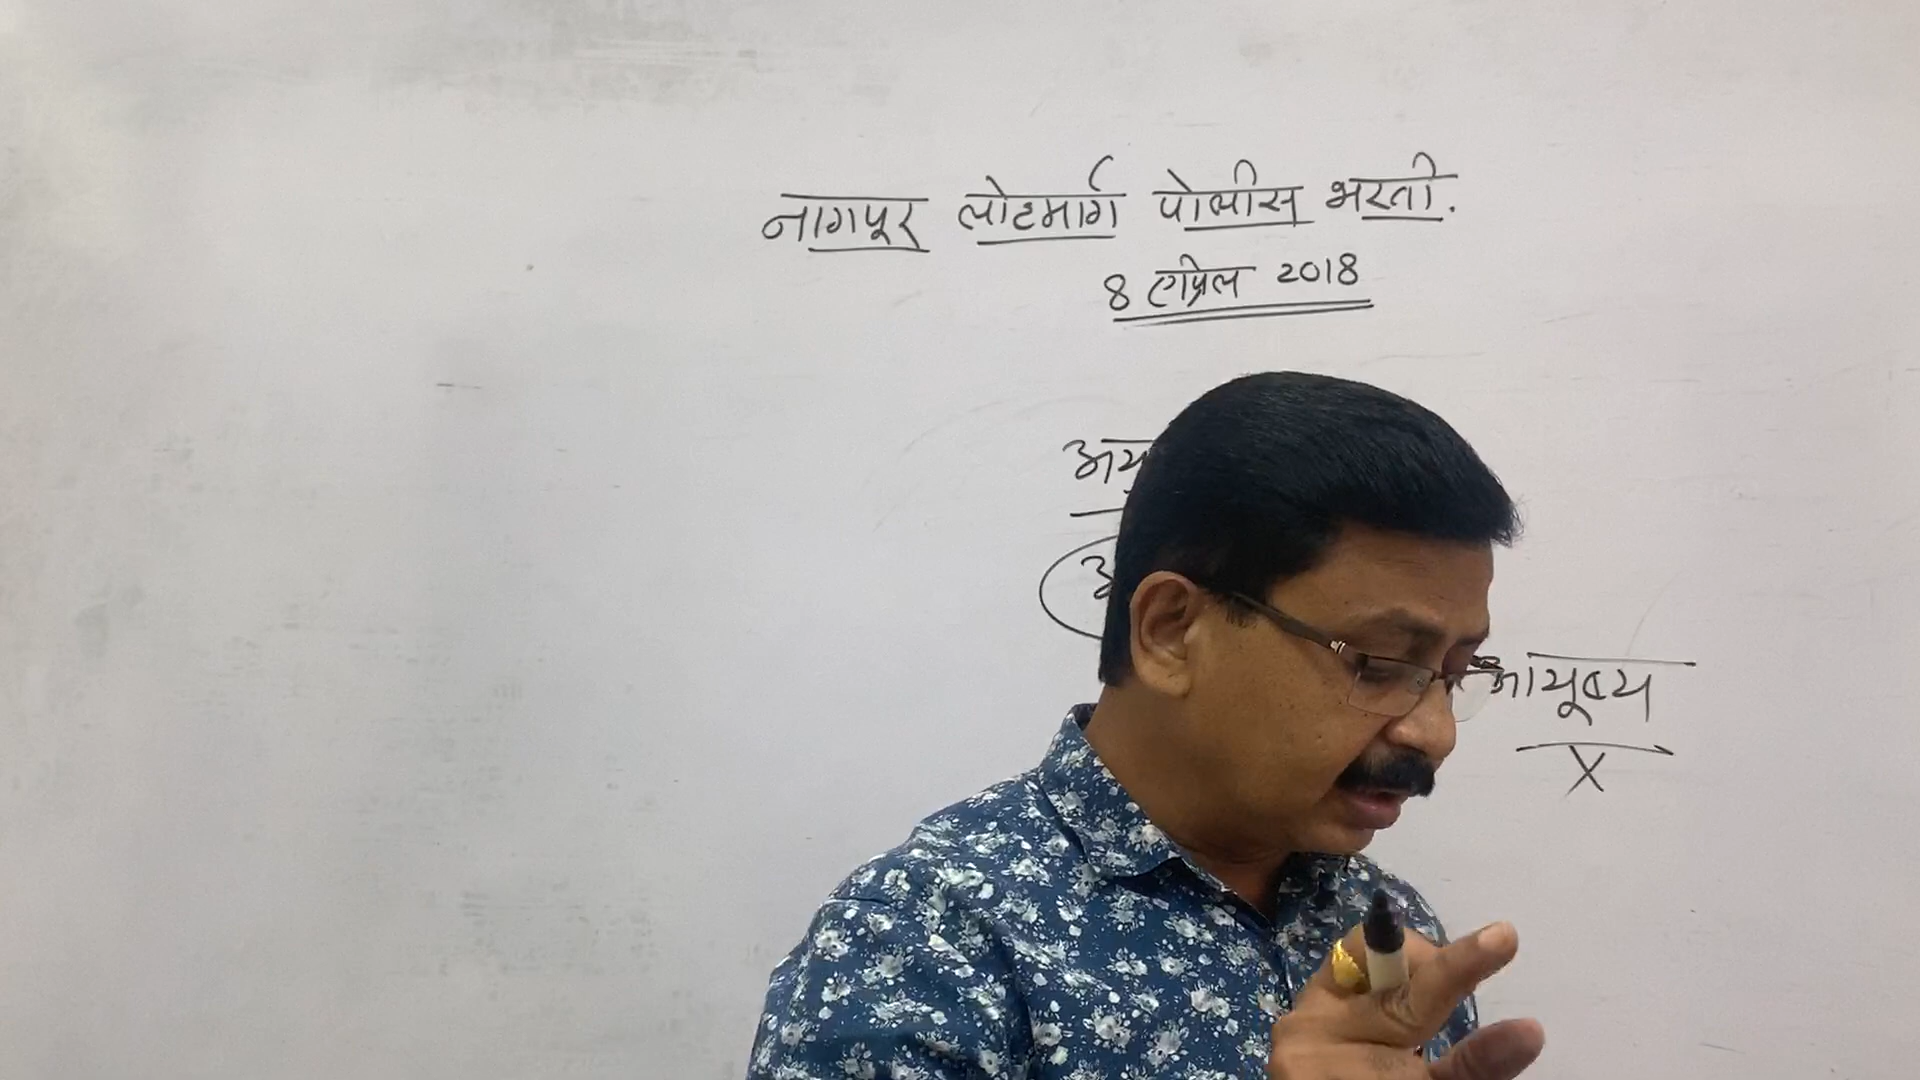 नागपूर लोहमार्ग पोलीस भरती.
8 एप्रिल 2018
आयूष्य
X